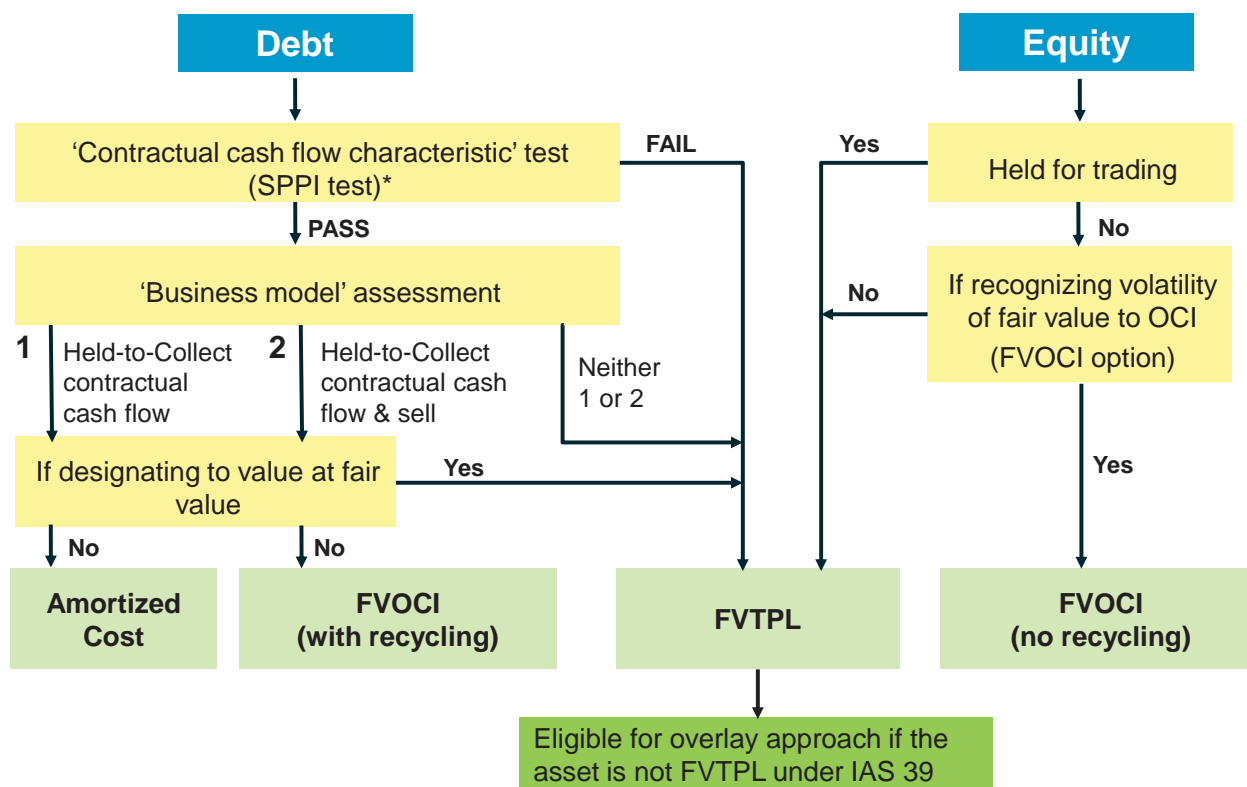 Debt
Equity
‘Contractual cash flow characteristic’ test
(SPPI test)*
FAIL
Yes
Held for trading
PASS
No
‘Business model’ assessment
No
If recognizing volatility
of fair value to OCI
(FVOCI option)
1
Held-to-Collect
contractual
cash flow
2
Held-to-Collect
contractual cash
flow & sell
Neither
1 or 2
If designating to value at fair
value
Yes
Yes
No
No
Amortized
Cost
FVOCI
(with recycling)
FVTPL
FVOCI
(no recycling)
Eligible for overlay approach if the
asset is not FVTPL under IAS 39